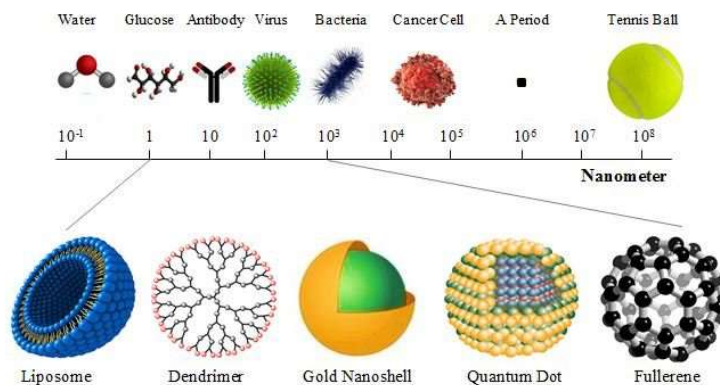 Water Glucose Antibody Virus Bacteria Cancer Cell A Period Tennis Ball
10⁻¹ 1 10 10² 10³ 10⁴ 10⁵ 10⁶ 10⁷ 10⁸
Nanometer
Liposome Dendrimer Gold Nanoshell Quantum Dot Fullerene